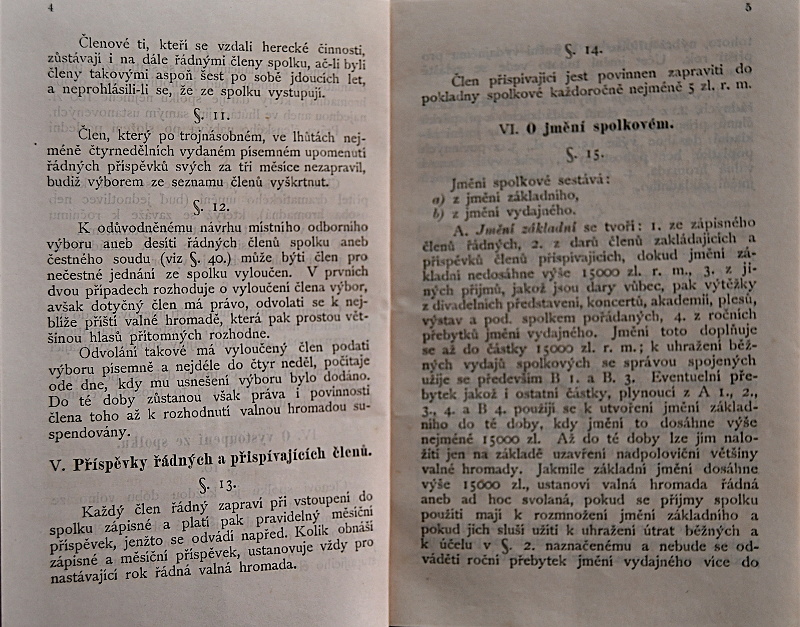 4
Členové ti, kteří se vzdali herecké činnosti,
zůstávají i na dále řádnými členy spolku, ač-li byli
členy takovými aspoň šest po sobě jdoucích let,
a neprohlásili-li se, že ze spolku vystupují.
§. 11.
Člen, který po trojnásobném, ve lhůtách nej-
méně čtyrnedělních vydaném písemném upomenutí
řádných příspěvků svých za tři měsíce nezapravil,
budiž výborem ze seznamu členů vyškrtnut.
§. 12.
K odůvodněnému návrhu místního odborního
výboru aneb desíti řádných členů spolku aneb
čestného soudu (viz §. 40.) může býti člen pro
nečestné jednání ze spolku vyloučen. V prvních
dvou případech rozhoduje o vyloučení člena výbor,
avšak dotyčný člen má právo, odvolati se k nej-
blíže příští valné hromadě, která pak prostou vět-
šinou hlasů přítomných rozhodne.
Odvolání takové má vyloučený člen podati
výboru písemně a nejdéle do čtyr neděl, počítaje
ode dne, kdy mu usnešení výboru bylo dodáno.
Do té doby zůstanou však práva i povinnosti
člena toho až k rozhodnutí valnou hromadou su-
spendovány.
V. Příspěvky řádných a přispívajících členů.
§. 13.
Každý člen řádný zapraví při vstoupení do
spolku zápisné a platí pak pravidelný měsíční
příspěvek, jenžto se odvádí napřed. Kolik obnáší
zápisné a měsíční příspěvek, ustanovuje vždy pro
nastávající rok řádná valná hromada.
5
§. 14.
Člen přispívající jest povinnen zapraviti do
pokladny spolkové každoročně nejméně 5 zl. r. m.
VI. O jmění spolkovém.
§. 15.
Jmění spolkové sestává:
a) z jmění základního,
b) z jmění vydajného.
A. Jmění základní se tvoří: 1. ze zápisného
členů řádných, 2. z darů členů zakládajících a
příspěvků členů přispívajících, dokud jmění zá-
kladní nedosáhne výše 15000 zl. r. m., 3. z ji-
ných příjmů, jakož jsou dary vůbec, pak výtěžky
z divadelních představení, koncertů, akademií, plesů,
výstav a pod. spolkem pořádaných, 4. z ročních
přebytků jmění vydajného. Jmění toto doplňuje
se až do částky 15000 zl. r. m.; k uhražení běž-
ných vydajů spolkových se správou spojených
užije se především B 1. a B. 3. Eventuelní pře-
bytek jakož i ostatní částky, plynoucí z A 1., 2.,
3., 4. a B 4. použijí se k utvoření jmění základ-
ního do té doby, kdy jmění to dosáhne výše
nejméné 15000 zl. Až do té doby lze jim nalo-
žiti jen na základě uzavření nadpoloviční většiny
valné hromady. Jakmile základní jmění dosáhne
výše 15000 zl., ustanoví valná hromada řádná
aneb ad hoc svolaná, pokud se příjmy spolku
použíti mají k rozmnožení jmění základního a
pokud jich sluší užíti k uhražení útrat běžných a
k účelu v §. 2. naznačenému a nebude se od-
váděti roční přebytek jmění vydajného více do